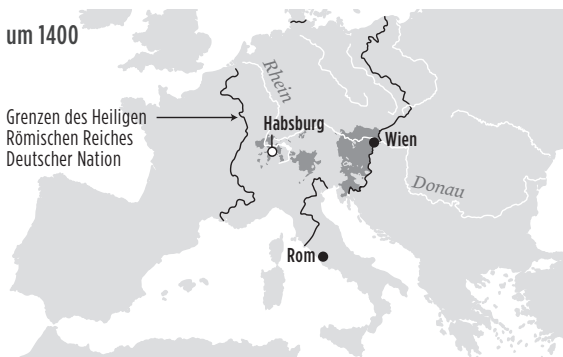 um 1400
Grenzen des Heiligen
Römischen Reiches
Deutscher Nation
Rhein
Habsburg
Wien
Donau
Rom